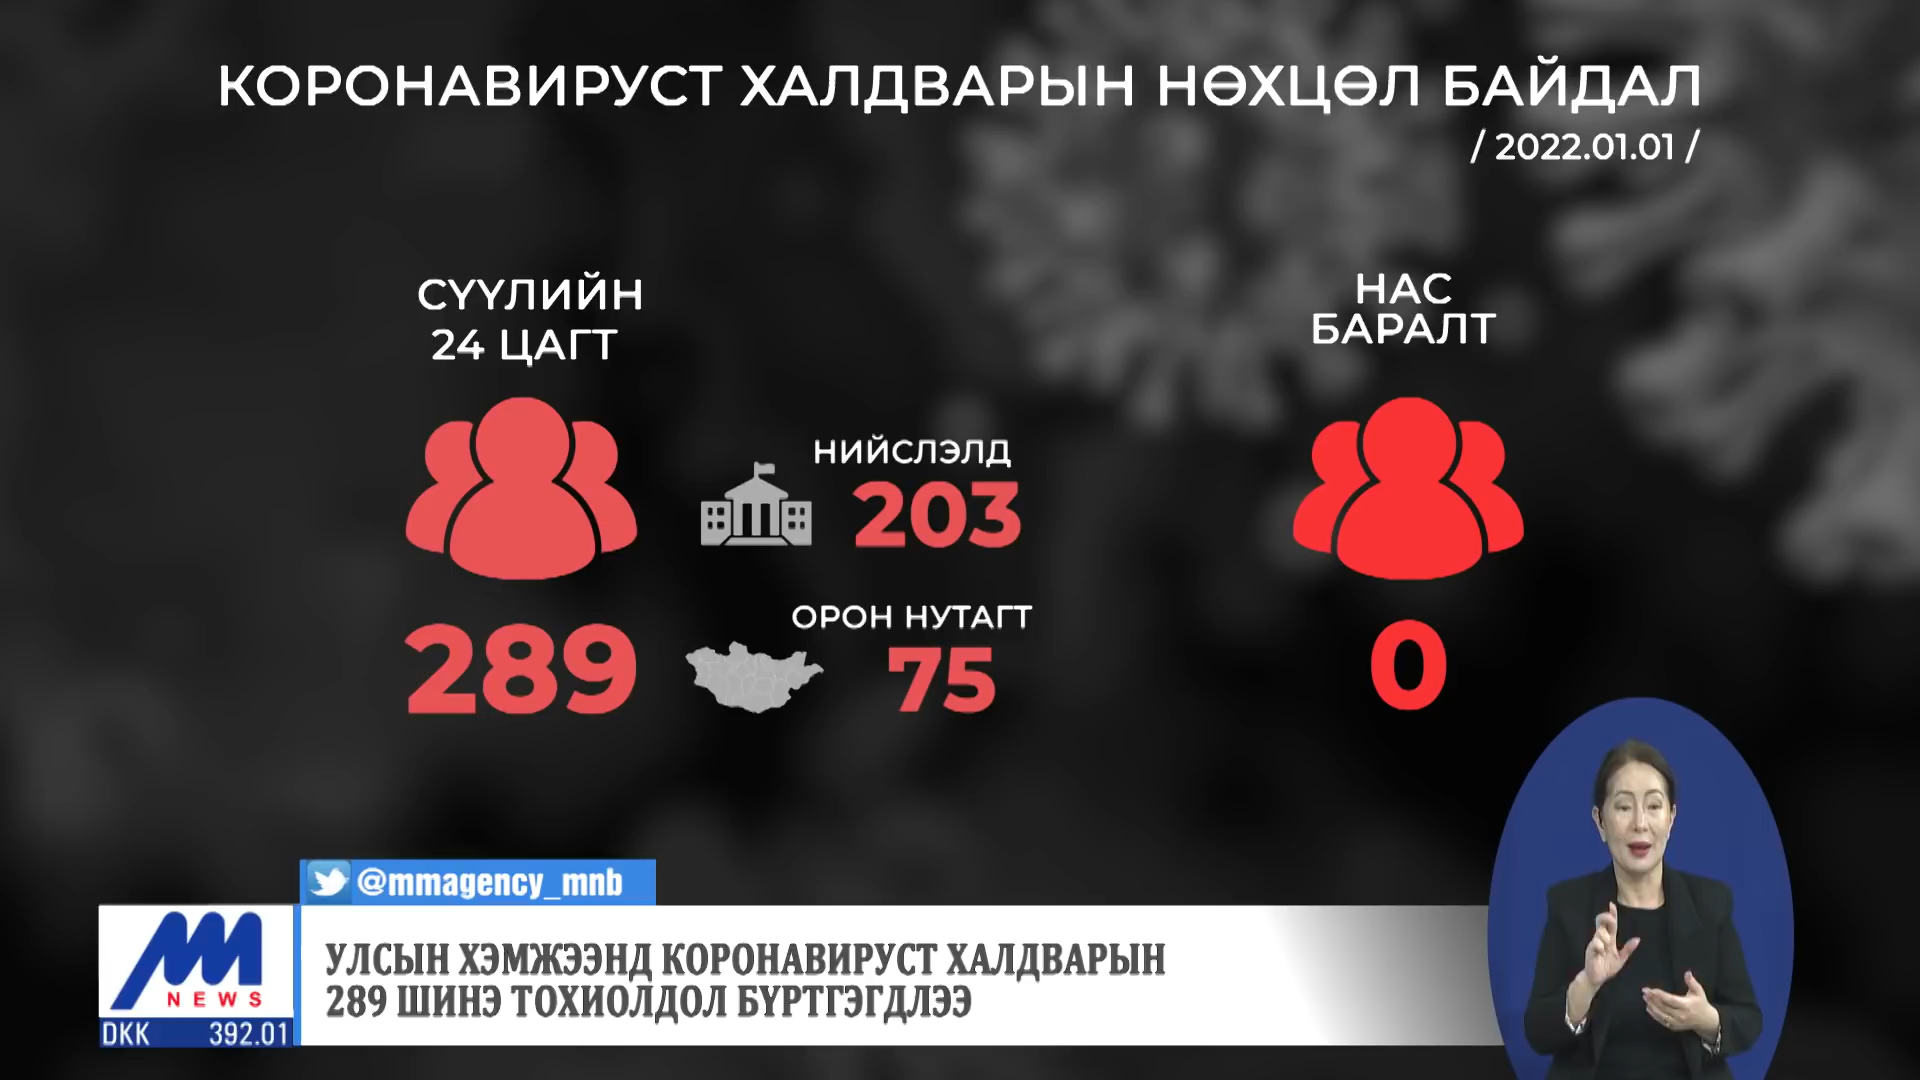 КОРОНАВИРУСТ ХАЛДВАРЫН НӨХЦӨЛ БАЙДАЛ
/ 2022.01.01 /
СҮҮЛИЙН
24 ЦАГТ
289
НИЙСЛЭЛД
203
ОРОН НУТАГТ
75
НАС
БАРАЛТ
0
@mmagency_mnb
NEWS
DKK 392.01
УЛСЫН ХЭМЖЭЭНД КОРОНАВИРУСТ ХАЛДВАРЫН
289 ШИНЭ ТОХИОЛДОЛ БҮРТГЭГДЛЭЭ